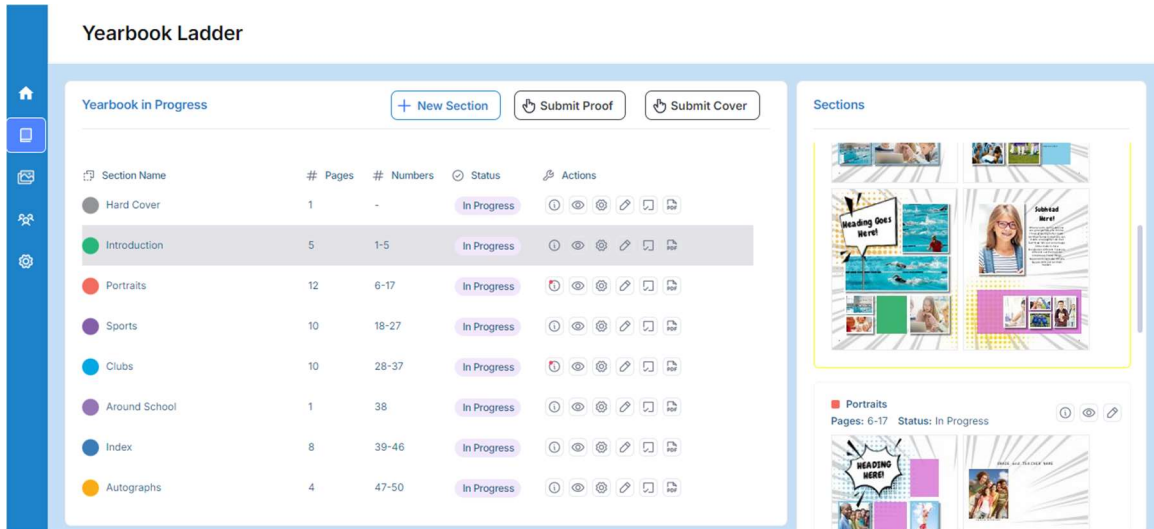 Yearbook Ladder
Yearbook in Progress
New Section
Submit Proof
Submit Cover
Section Name # Pages # Numbers Status Actions
Hard Cover 1 - In Progress
Introduction 5 1-5 In Progress
Portraits 12 6-17 In Progress
Sports 10 18-27 In Progress
Clubs 10 28-37 In Progress
Around School 1 38 In Progress
Index 8 39-46 In Progress
Autographs 4 47-50 In Progress
Sections
Heading Goes
Here!
Subhead
Here!
Portraits
Pages: 6-17 Status: In Progress
HEADING
HERE!